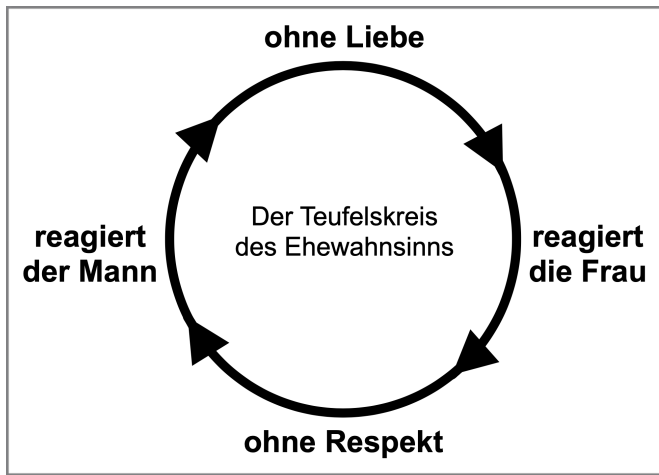 ohne Liebe
Der Teufelskreis
des Ehewahnsinns
reagiert
der Mann
reagiert
die Frau
ohne Respekt